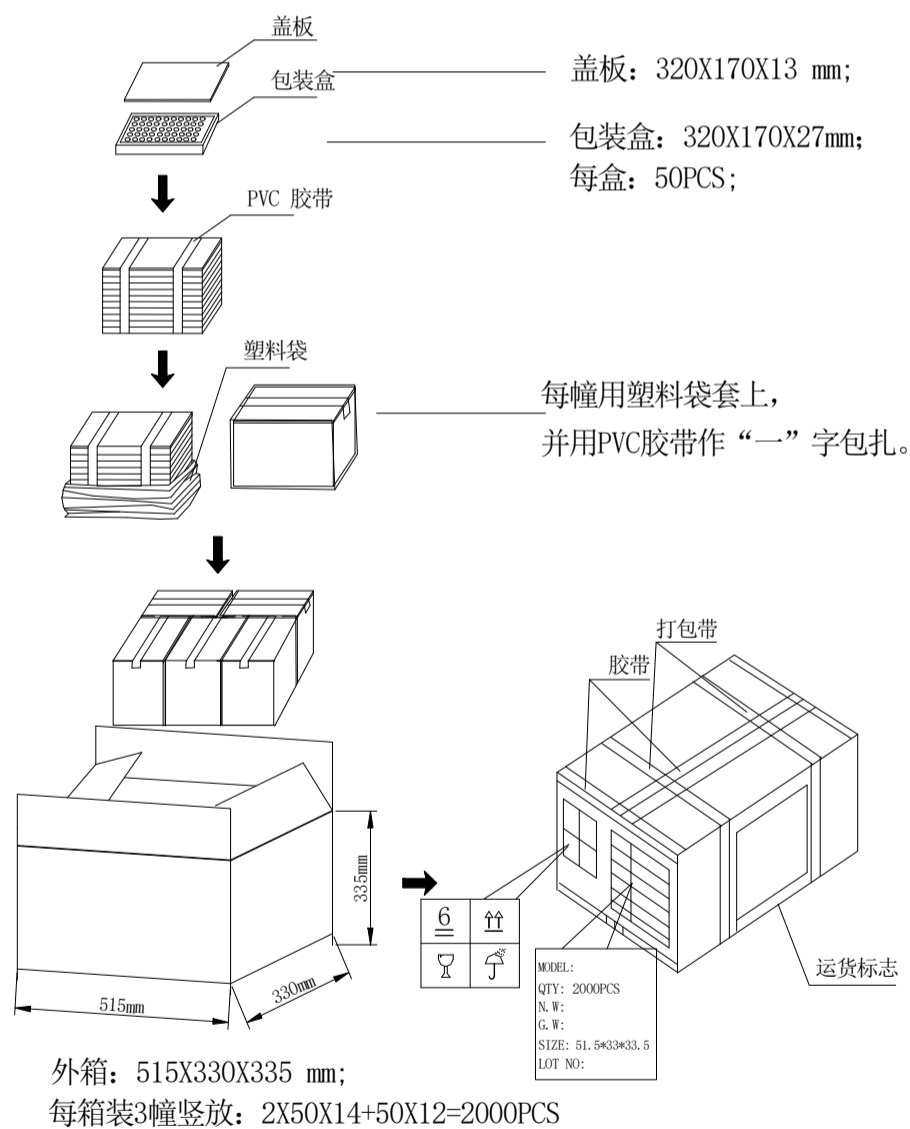 盖板
包装盒
盖板：320X170X13 mm;
包装盒：320X170X27mm;
每盒：50PCS;
PVC 胶带
塑料袋
每幢用塑料袋套上，
并用PVC胶带作“一”字包扎。
打包带
胶带
335mm
330mm
515mm
6
MODEL:
QTY: 2000PCS
N.W:
G.W:
SIZE: 51.5*33*33.5
LOT NO:
运货标志
外箱：515X330X335 mm;
每箱装3幢竖放：2X50X14+50X12=2000PCS